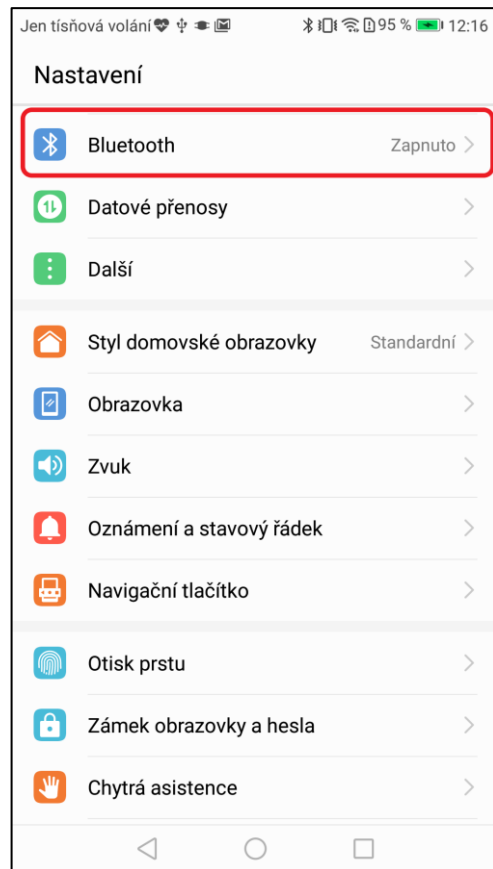 Jen tísňová volání 95 % 12:16
Nastavení
Bluetooth Zapnuto
Datové přenosy
Další
Styl domovské obrazovky Standardní
Obrazovka
Zvuk
Oznámení a stavový řádek
Navigační tlačítko
Otisk prstu
Zámek obrazovky a hesla
Chytrá asistence